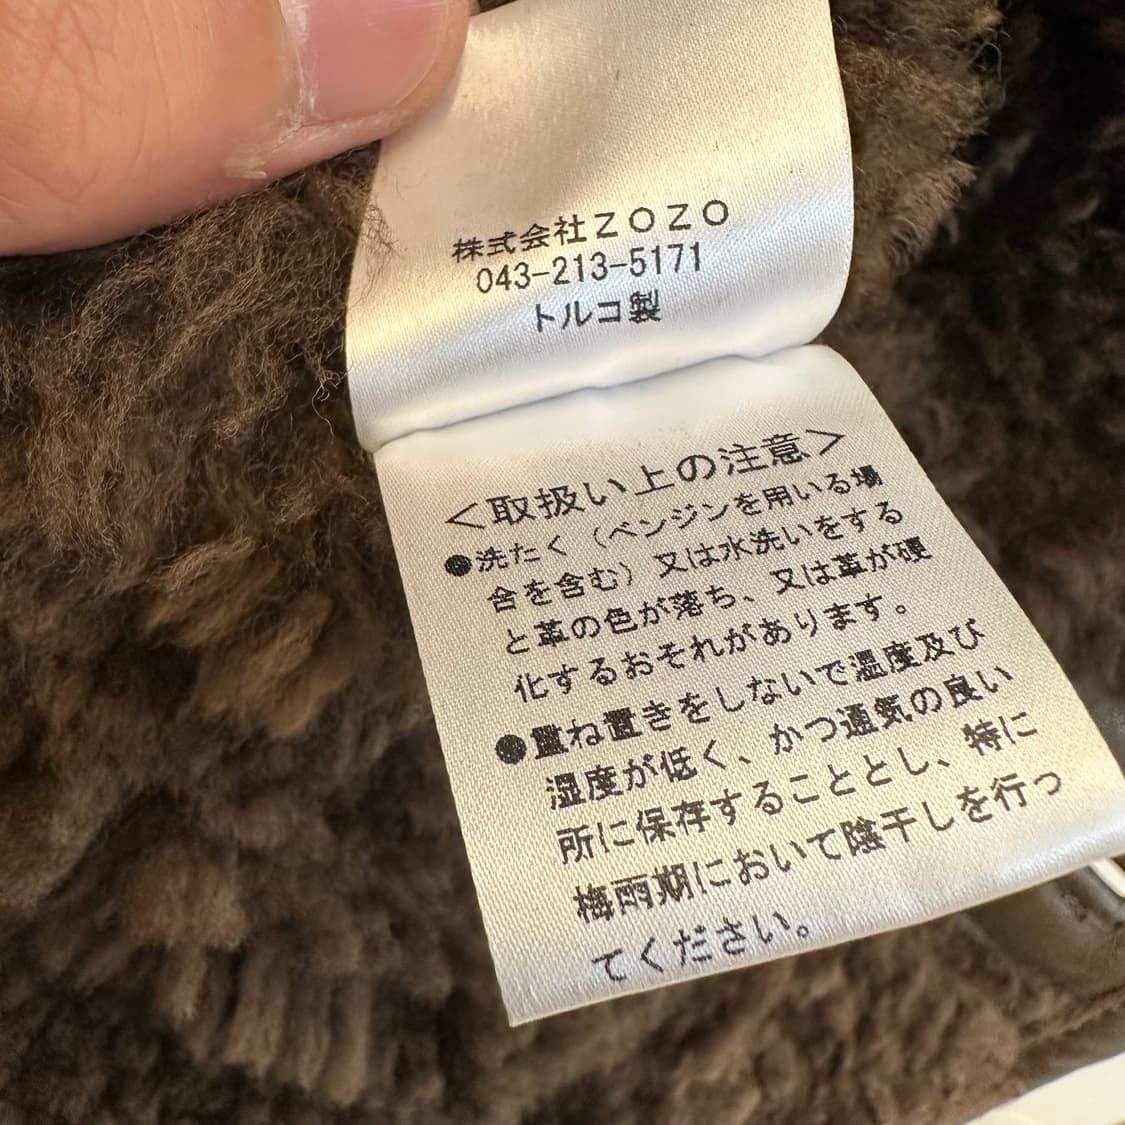 株式会社ZOZO
043-213-5171
トルコ製
<取扱い上の注意>
●洗たく（ベンジンを用いる場
合を含む）又は水洗いをする
と革の色が落ち、又は革が硬
化するおそれがあります。
●重ね置きをしないで温度及び
湿度が低く、かつ通気の良い
所に保存することとし、特に
梅雨期において陰干しを行っ
てください。